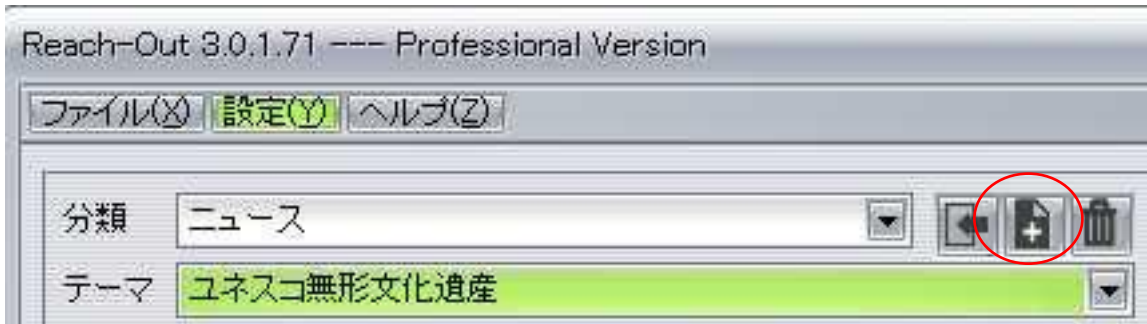 Reach-Out 3.0.1.71 --- Professional Version
ファイル(X) 設定(Y) ヘルプ(Z)
分類 ニュース
テーマ ユネスコ無形文化遺産